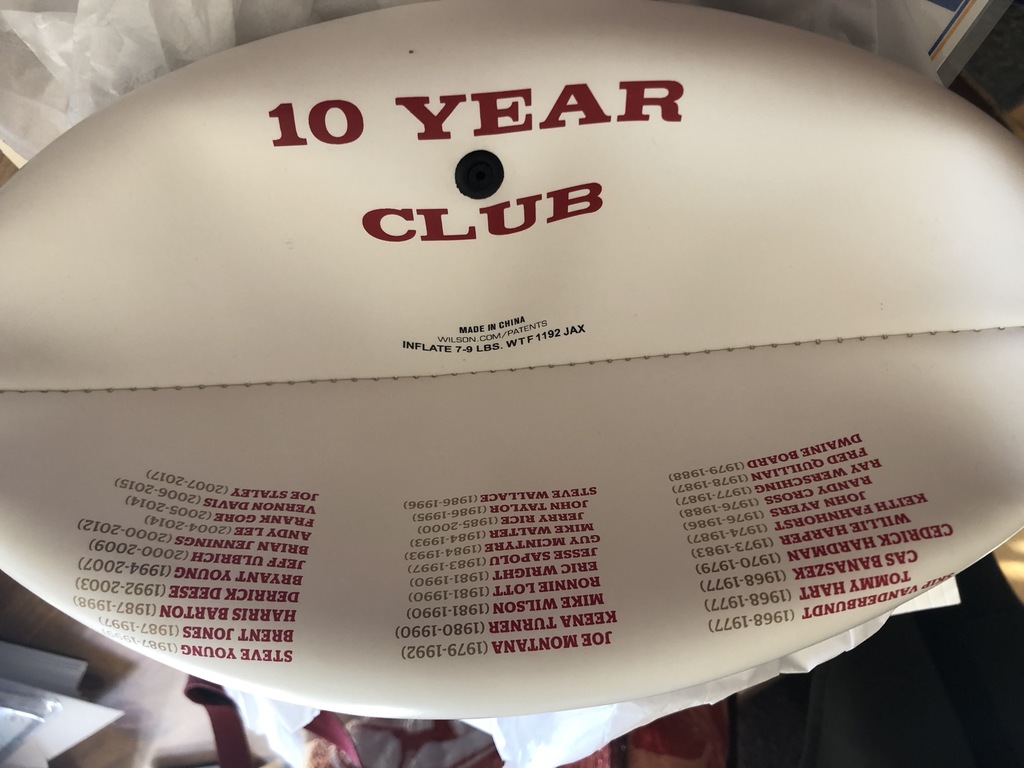 10 YEAR
CLUB
MADE IN CHINA
WILSON.COM/PATENTS
INFLATE 7-9 LBS. WTF1192 JAX
SKIP VANDERBUNDT (1968-1977)
TOMMY HART (1968-1977)
CAS BANASZEK (1968-1977)
CEDRICK HARDMAN (1970-1979)
WILLIE HARPER (1973-1983)
KEITH FAHNHORST (1974-1987)
JOHN AYERS (1976-1986)
RANDY CROSS (1976-1988)
RAY WERSCHING (1977-1987)
FRED QUILLIAN (1978-1987)
DWAINE BOARD (1979-1988)
JOE MONTANA (1979-1992)
KEENA TURNER (1980-1990)
MIKE WILSON (1981-1990)
RONNIE LOTT (1981-1990)
ERIC WRIGHT (1981-1990)
JESSE SAPOLU (1983-1997)
GUY MCINTYRE (1984-1993)
MIKE WALTER (1984-1993)
JERRY RICE (1985-2000)
JOHN TAYLOR (1986-1995)
STEVE WALLACE (1986-1996)
STEVE YOUNG
BRENT JONES (1987-1997)
HARRIS BARTON (1987-1998)
DERRICK DEESE (1992-2003)
BRYANT YOUNG (1994-2007)
JEFF ULBRICH (2000-2009)
BRIAN JENNINGS (2000-2012)
ANDY LEE (2004-2014)
FRANK GORE (2005-2014)
VERNON DAVIS (2006-2015)
JOE STALEY (2007-2017)